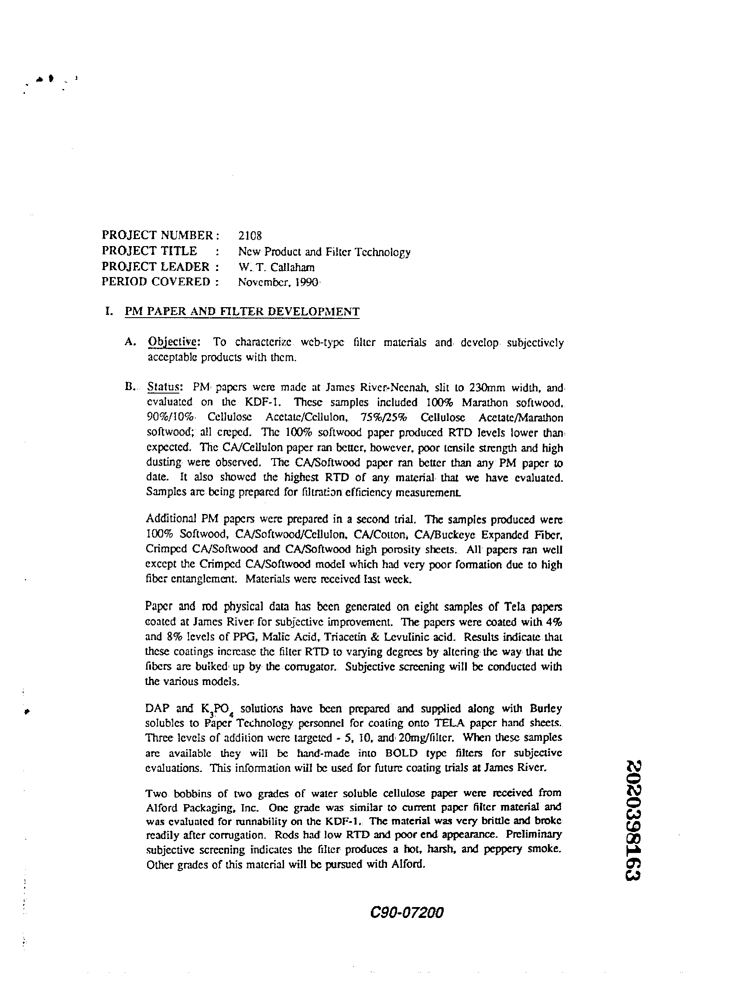 PROJECT NUMBER : 2108
PROJECT TITLE : New Product and Filter Technology
PROJECT LEADER : W. T. Callaham
PERIOD COVERED : November, 1990
I. PM PAPER AND FILTER DEVELOPMENT
A. Objective: To characterize web-type filter materials and develop subjectively
acceptable products with them.
B. Status: PM papers were made at James River-Neenah, slit to 230mm width, and
evaluated on the KDF-1. These samples included 100% Marathon softwood,
90%/10% Cellulose Acetate/Cellulon, 75%/25% Cellulose Acetate/Marathon
softwood; all creped. The 100% softwood paper produced RTD levels lower than
expected. The CA/Cellulon paper ran better, however, poor tensile strength and high
dusting were observed. The CA/Softwood paper ran better than any PM paper to
date. It also showed the highest RTD of any material that we have evaluated.
Samples are being prepared for filtration efficiency measurement.
Additional PM papers were prepared in a second trial. The samples produced were
100% Softwood, CA/Softwood/Cellulon, CA/Cotton, CA/Buckeye Expanded Fiber,
Crimped CA/Softwood and CA/Softwood high porosity sheets. All papers ran well
except the Crimped CA/Softwood model which had very poor formation due to high
fiber entanglement. Materials were received last week.
Paper and rod physical data has been generated on eight samples of Tela papers
coated at James River for subjective improvement. The papers were coated with 4%
and 8% levels of PPG, Malic Acid, Triacetin & Levulinic acid. Results indicate that
these coatings increase the filter RTD to varying degrees by altering the way that the
fibers are bulked up by the corrugator. Subjective screening will be conducted with
the various models.
DAP and K3PO4 solutions have been prepared and supplied along with Burley
solubles to Paper Technology personnel for coating onto TELA paper hand sheets.
Three levels of addition were targeted - 5, 10, and 20mg/filter. When these samples
are available they will be hand-made into BOLD type filters for subjective
evaluations. This information will be used for future coating trials at James River.
Two bobbins of two grades of water soluble cellulose paper were received from
Alford Packaging, Inc. One grade was similar to current paper filter material and
was evaluated for runnability on the KDF-1. The material was very brittle and broke
readily after corrugation. Rods had low RTD and poor end appearance. Preliminary
subjective screening indicates the filter produces a hot, harsh, and peppery smoke.
Other grades of this material will be pursued with Alford.
C90-07200
2020398163